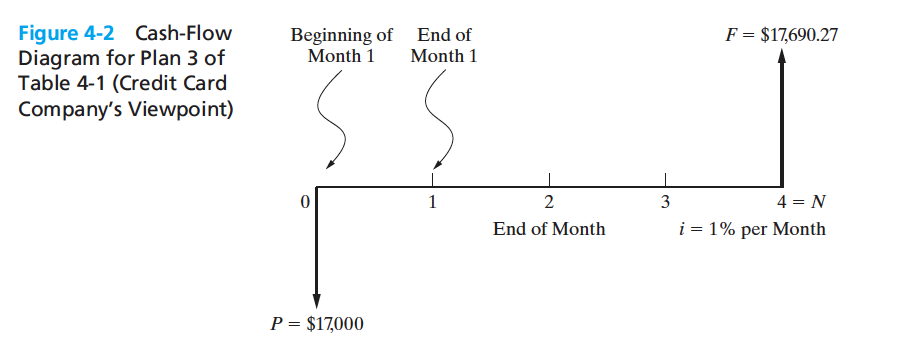 Figure 4-2 Cash-Flow
Diagram for Plan 3 of
Table 4-1 (Credit Card
Company's Viewpoint)
Beginning of
Month 1
End of
Month 1
F = $17,690.27
0
1
2
3
4 = N
End of Month
i = 1% per Month
P = $17,000